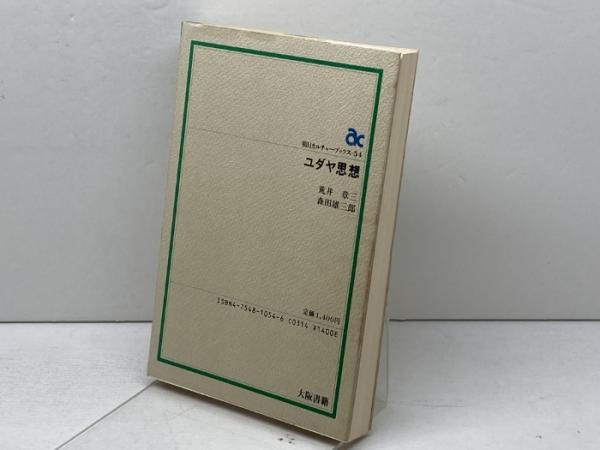 ac
朝日カルチャーブックス-54
ユダヤ思想
荒井 章三
森田雄三郎
定価1,400円
ISBN4-7548-1054-6 C0314 ¥1400E
大阪書籍